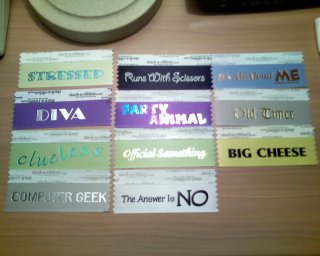 STRESSED
Runs With Scissors
It's All About ME
DIVA
PARTY ANIMAL
Old Timer
clueless
Official Something
BIG CHEESE
COMPUTER GEEK
The Answer Is NO